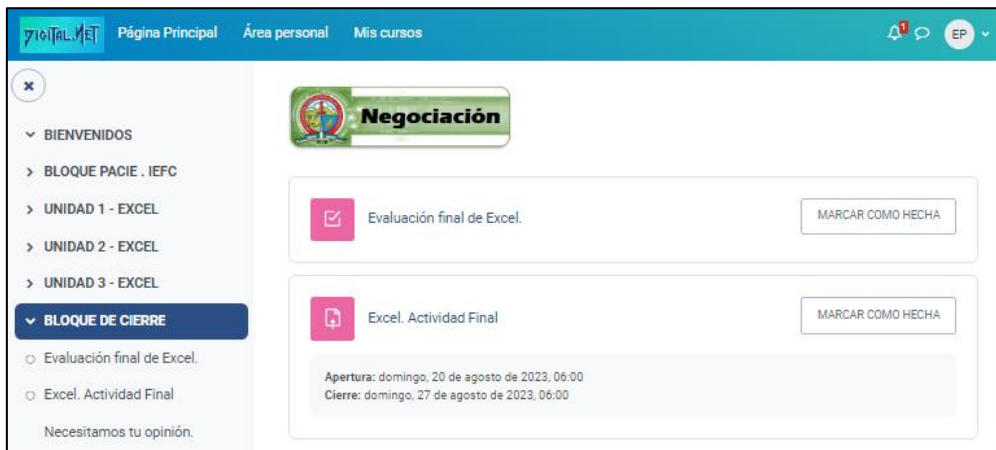 DIGITAL.NET Página Principal Área personal Mis cursos 1 EP
BIENVENIDOS
BLOQUE PACIE . IEFC
UNIDAD 1 - EXCEL
UNIDAD 2 - EXCEL
UNIDAD 3 - EXCEL
BLOQUE DE CIERRE
Evaluación final de Excel.
Excel. Actividad Final
Necesitamos tu opinión.
Negociación
Evaluación final de Excel.
MARCAR COMO HECHA
Excel. Actividad Final
MARCAR COMO HECHA
Apertura: domingo, 20 de agosto de 2023, 06:00
Cierre: domingo, 27 de agosto de 2023, 06:00